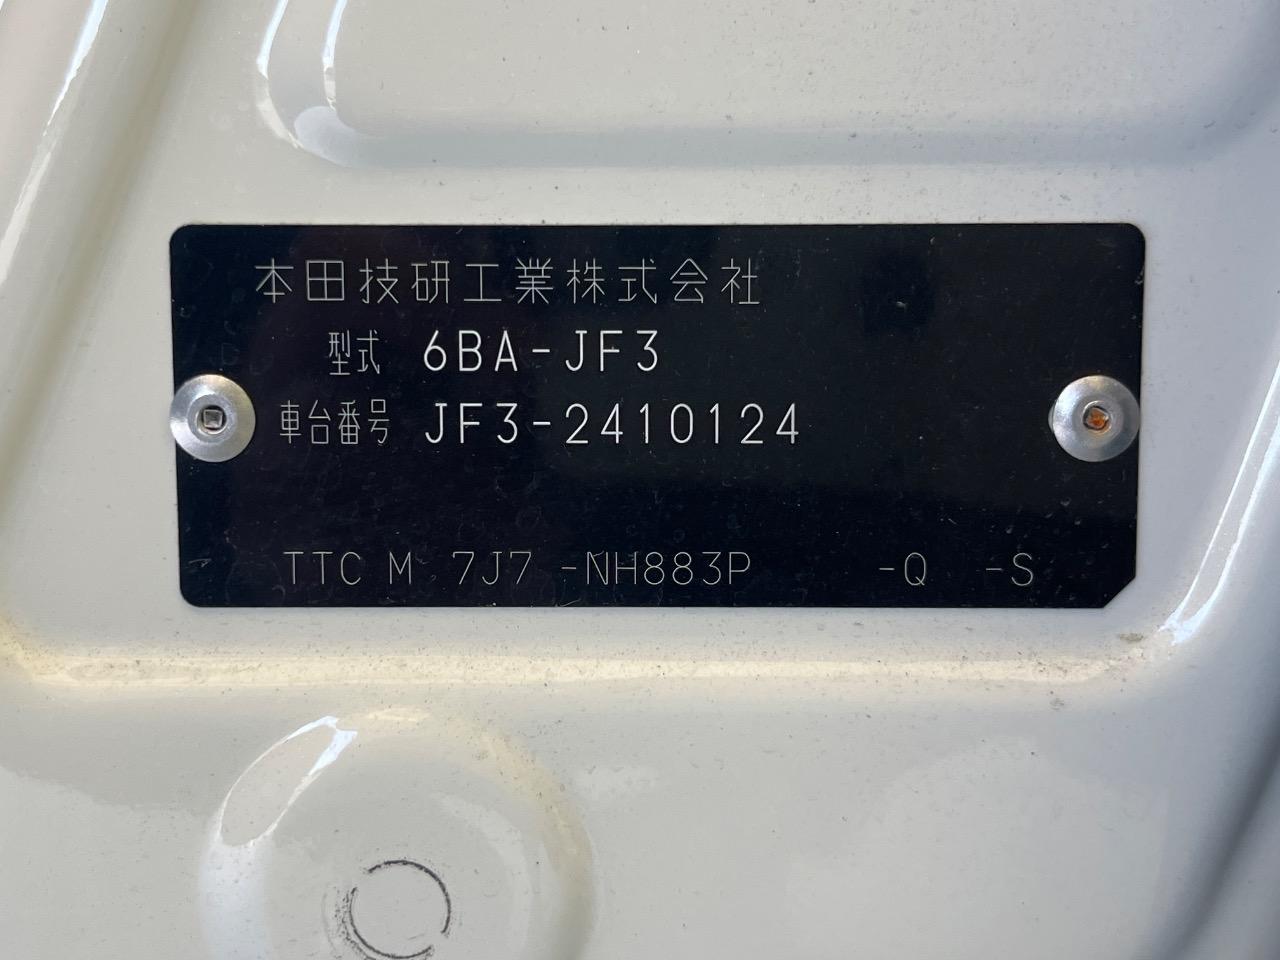 本田技研工業株式会社
型式 6BA-JF3
車台番号 JF3-2410124
TTC M 7J7 -NH883P -Q -S